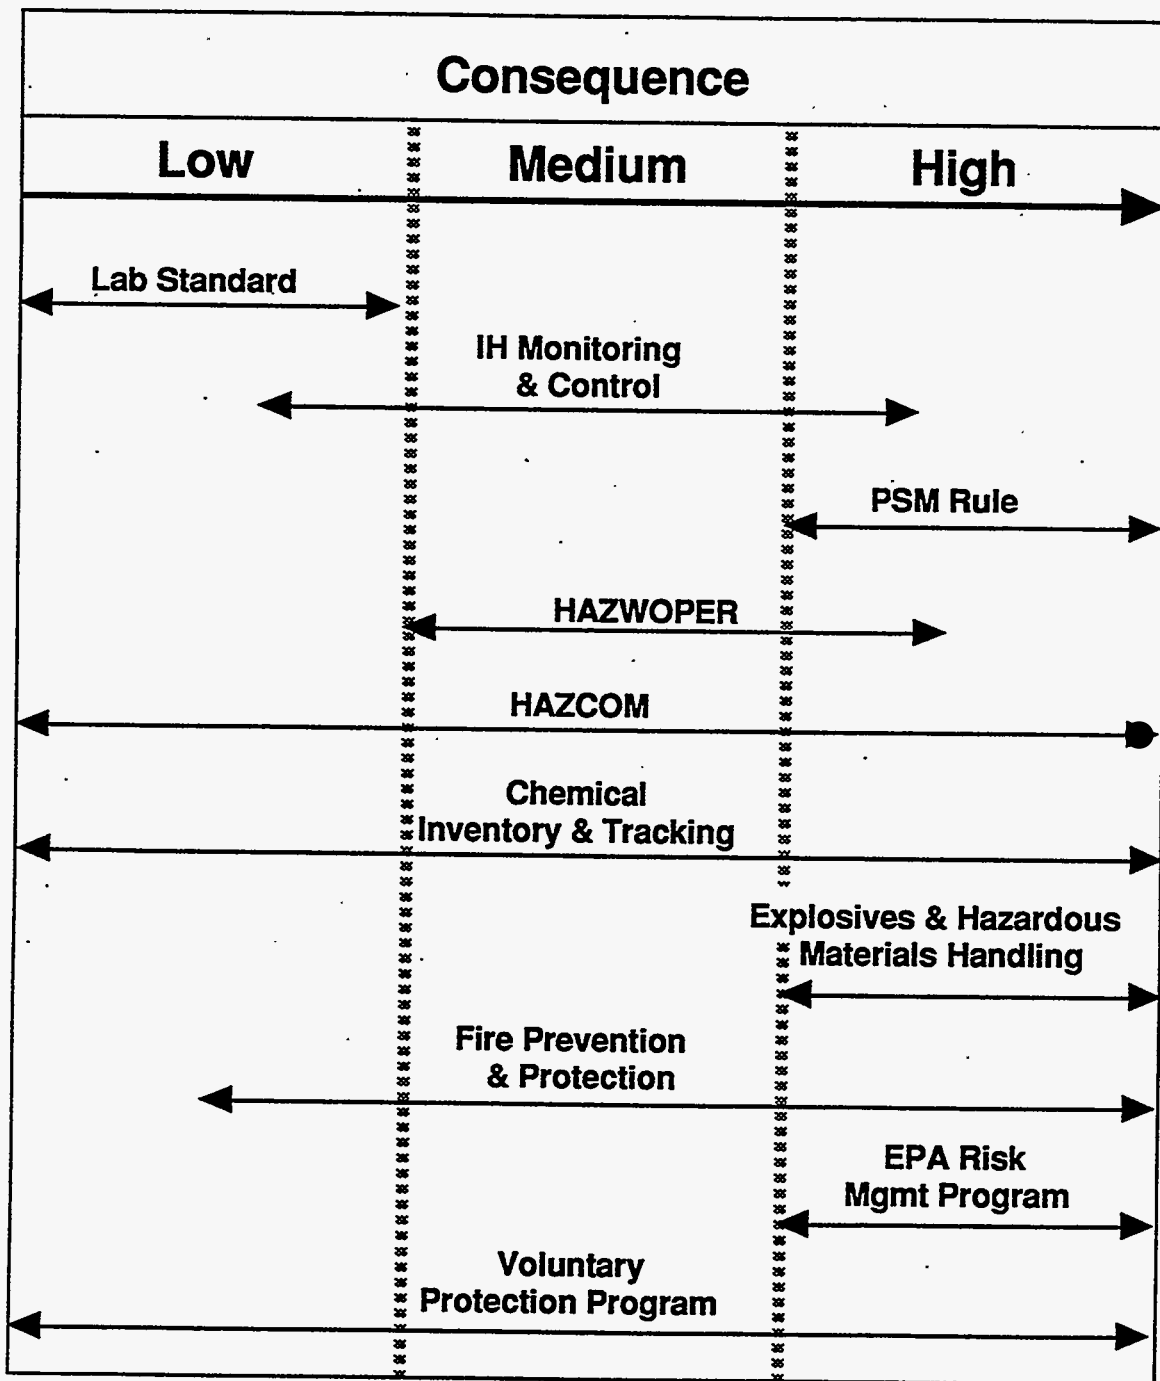 Consequence
Low Medium High
Lab Standard
IH Monitoring
& Control
PSM Rule
HAZWOPER
HAZCOM
Chemical
Inventory & Tracking
Explosives & Hazardous
Materials Handling
Fire Prevention
& Protection
EPA Risk
Mgmt Program
Voluntary
Protection Program